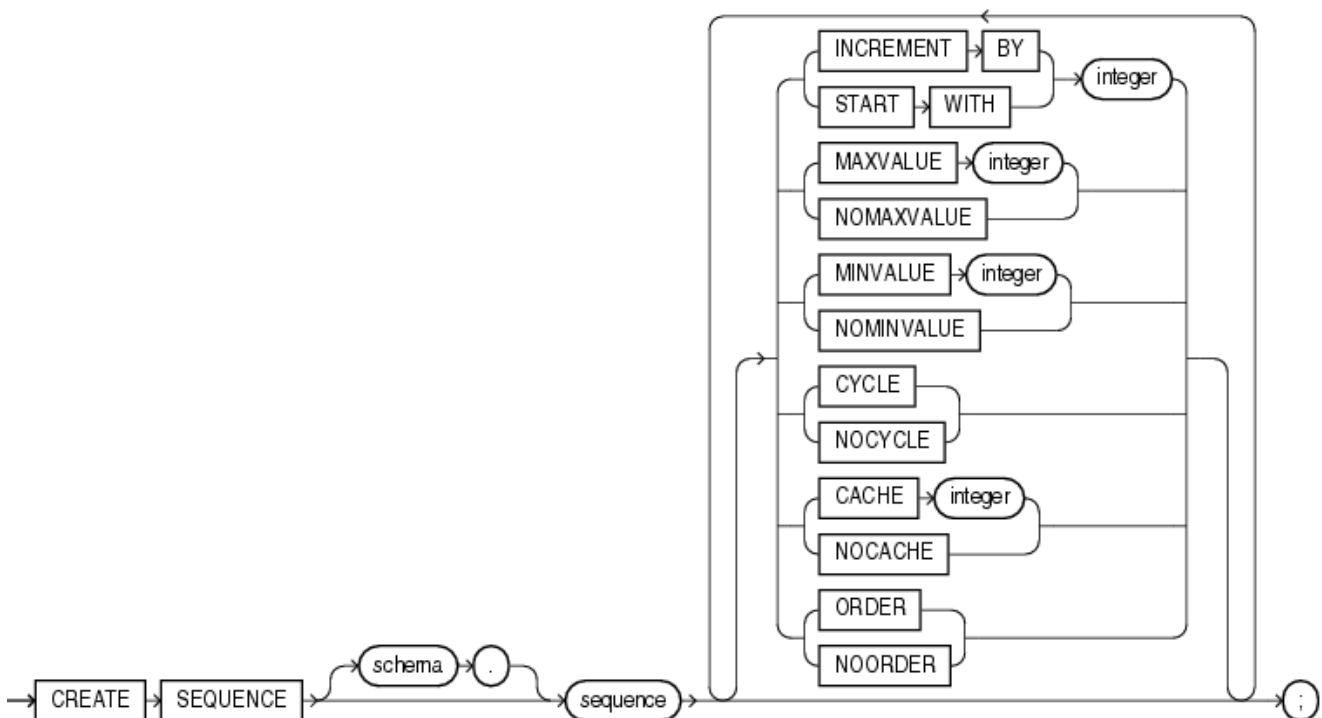 INCREMENT BY
integer
START WITH
MAXVALUE integer
NOMAXVALUE
MINVALUE integer
NOMINVALUE
CYCLE
NOCYCLE
CACHE integer
NOCACHE
ORDER
schema .
NOORDER
CREATE SEQUENCE sequence ;